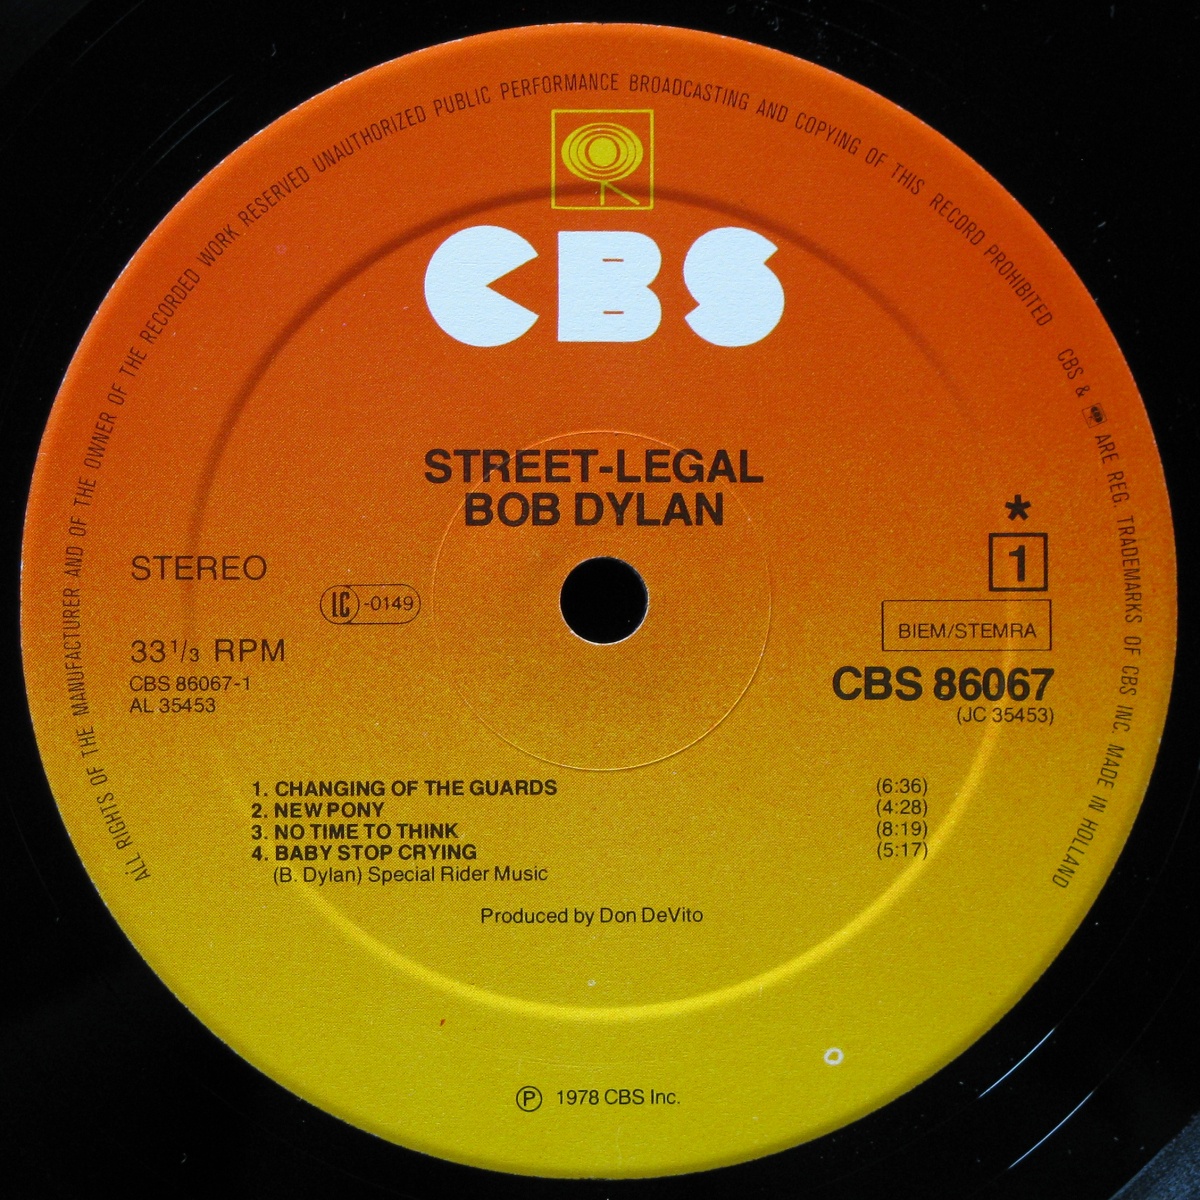 ALL RIGHTS OF THE MANUFACTURER AND OF THE OWNER OF THE RECORDED WORK RESERVED UNAUTHORIZED PUBLIC PERFORMANCE BROADCASTING AND COPYING OF THIS RECORD PROHIBITED CBS & ARE REG. TRADEMARKS OF CBS INC. MADE IN HOLLAND
CBS
STREET-LEGAL
BOB DYLAN
STEREO
LC-0149
33 1/3 RPM
CBS 86067-1
AL 35453
*
1
BIEM/STEMRA
CBS 86067
(JC 35453)
1. CHANGING OF THE GUARDS (6:36)
2. NEW PONY (4:28)
3. NO TIME TO THINK (8:19)
4. BABY STOP CRYING (5:17)
(B. Dylan) Special Rider Music
Produced by Don DeVito
Ⓟ 1978 CBS Inc.